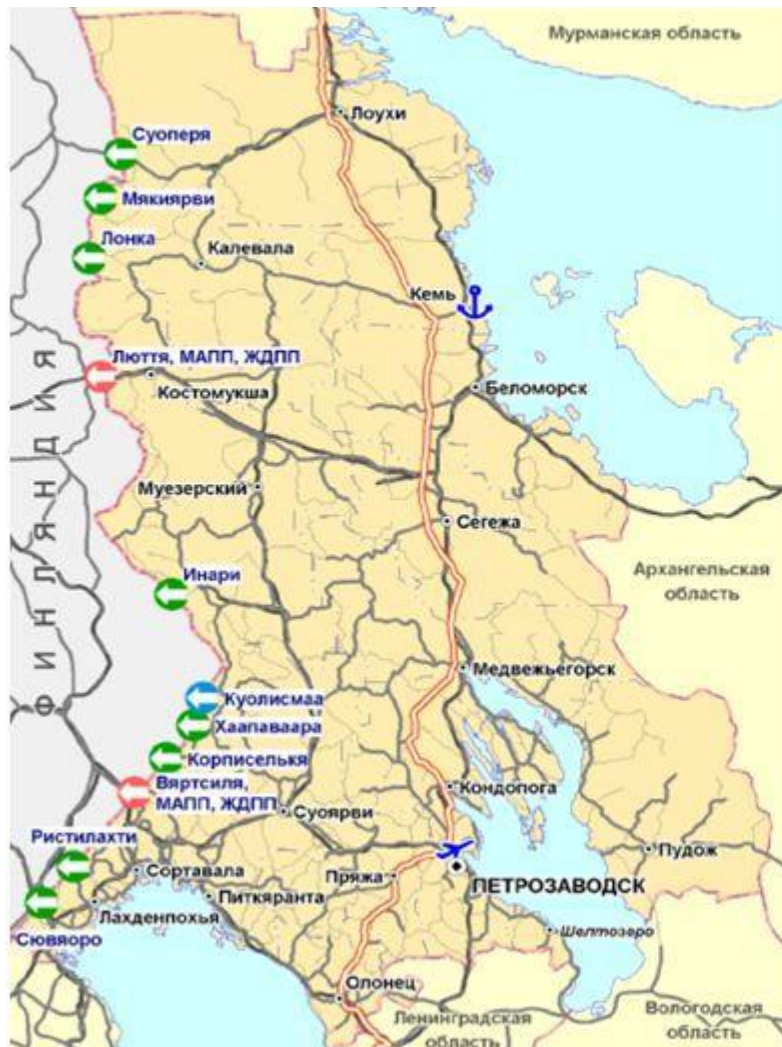 Мурманская область
Лоухи
Суоперя
Мякиярви
Лонка
Калевала
Кемь
Люття, МАПП, ЖДПП
Костомукша
Беломорск
ФИНЛЯНДИЯ
Муезерский
Сегежа
Инари
Архангельская
область
Медвежьегорск
Куолисмаа
Хаапаваара
Корписелькя
Вяртсиля,
МАПП, ЖДПП
Кондопога
Суоярви
Ристилахти
Сортавала
Пряжа
Пудож
ПЕТРОЗАВОДСК
Питкяранта
Лахденпохья
Шелтозеро
Сювяоро
Олонец
Ленинградская
область
Вологодская
область